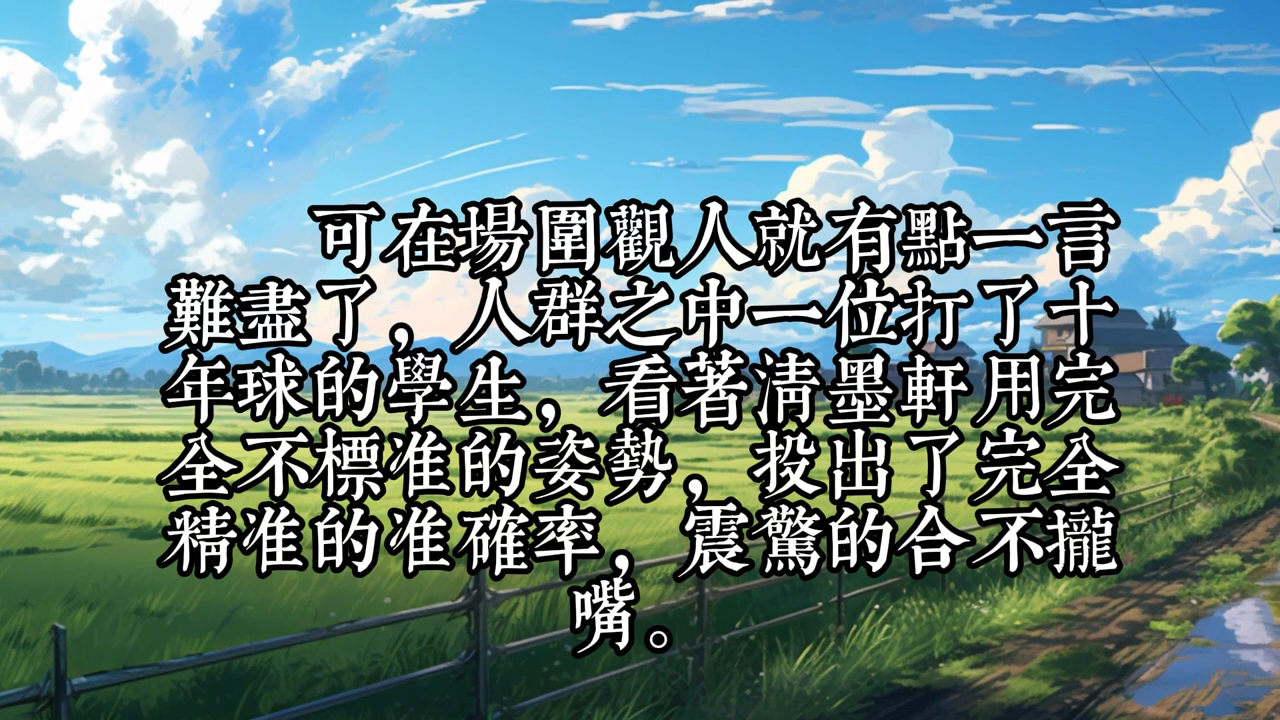 可在場圍觀人就有點一言
難盡了，人群之中一位打了十
年球的學生，看著淸墨軒用完
全不標准的姿勢，投出了完全
精准的准確率，震驚的合不攏
嘴。